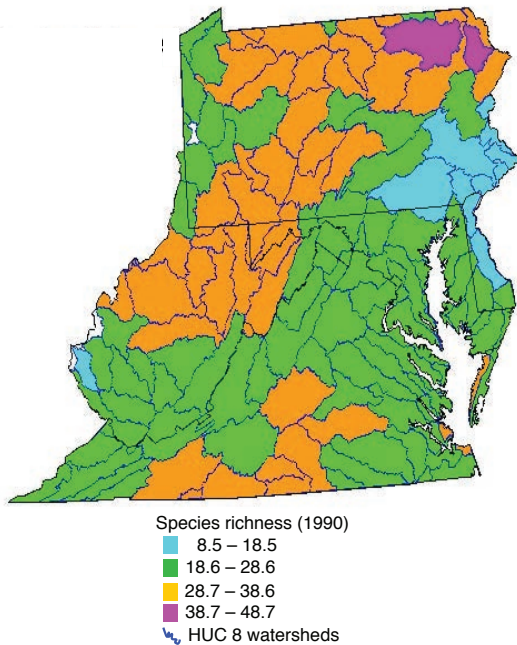 Species richness (1990)
8.5 – 18.5
18.6 – 28.6
28.7 – 38.6
38.7 – 48.7
HUC 8 watersheds